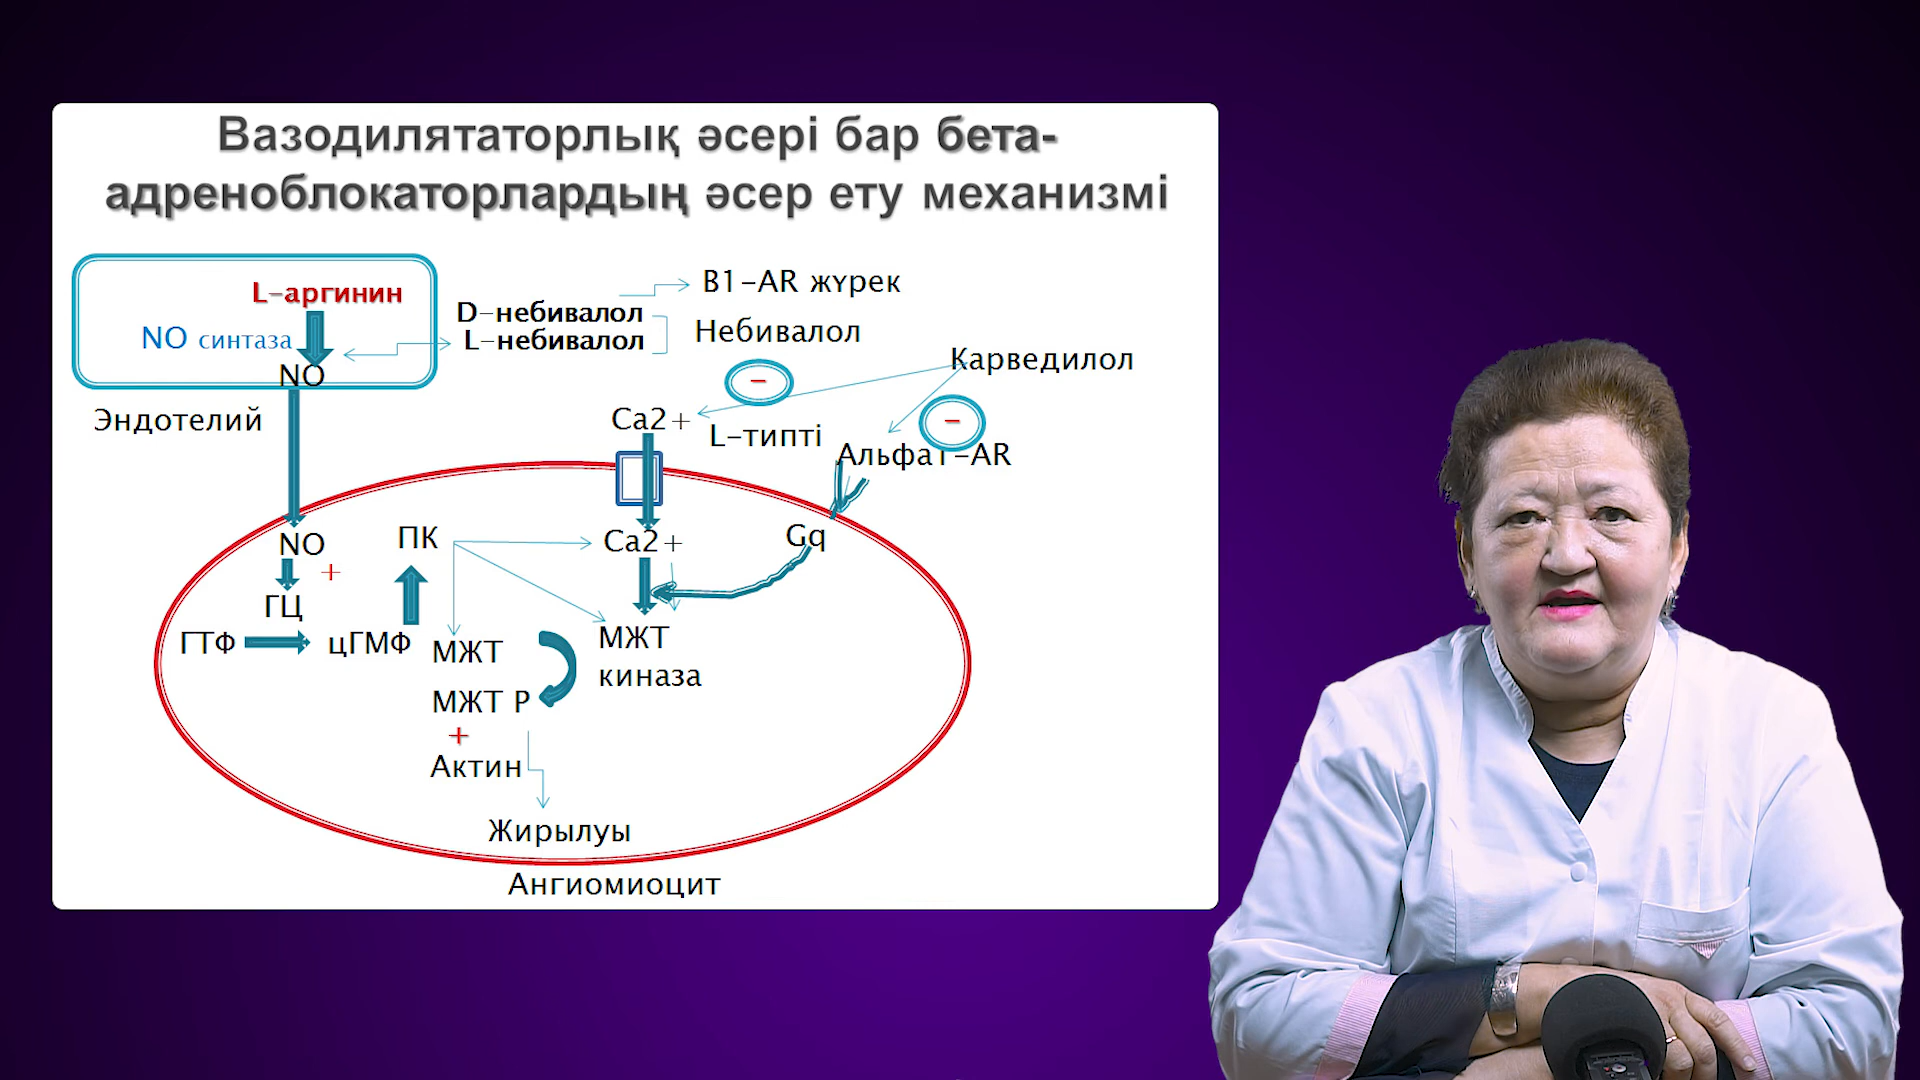 Вазодилятаторлық әсері бар бета-
адреноблокаторлардың әсер ету механизмі
L-аргинин
NO синтаза
NO
Эндотелий
D-небивалол
L-небивалол
B1-AR жүрек
Небивалол
Карведилол
−
−
Ca2+
L-типті
Альфа1-AR
NO
+
ПК
Ca2+
Gq
ГЦ
ГТФ
цГМФ
МЖТ
МЖТ
киназа
МЖТ Р
+
Актин
Жирылуы
Ангиомиоцит